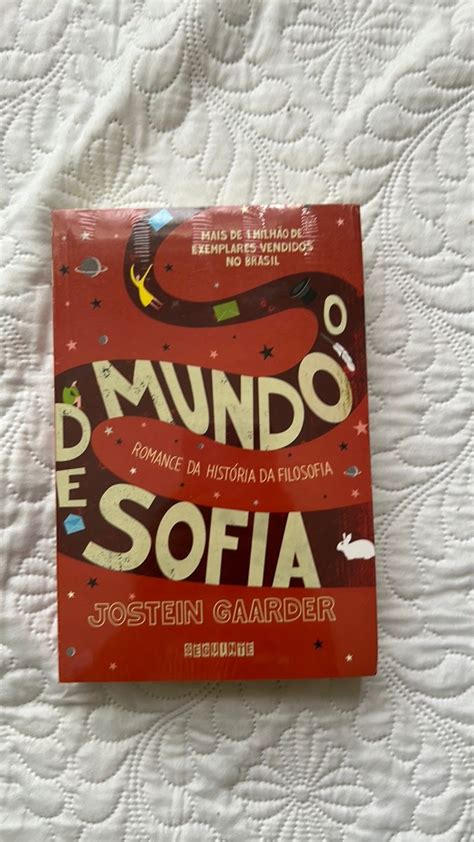 MAIS DE 1 MILHÃO DE
EXEMPLARES VENDIDOS
NO BRASIL
O
MUNDO
DE
SOFIA
ROMANCE DA HISTÓRIA DA FILOSOFIA
JOSTEIN GAARDER
SEGUINTE